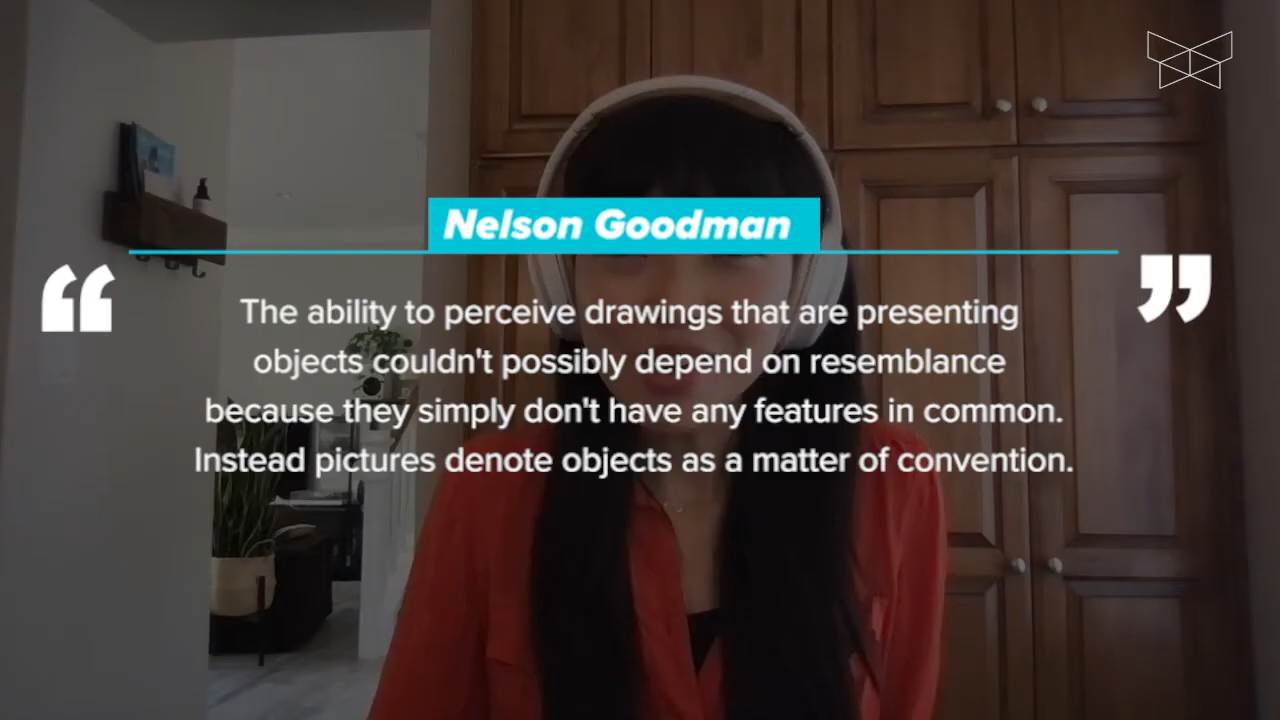 Nelson Goodman
“
”
The ability to perceive drawings that are presenting
objects couldn't possibly depend on resemblance
because they simply don't have any features in common.
Instead pictures denote objects as a matter of convention.